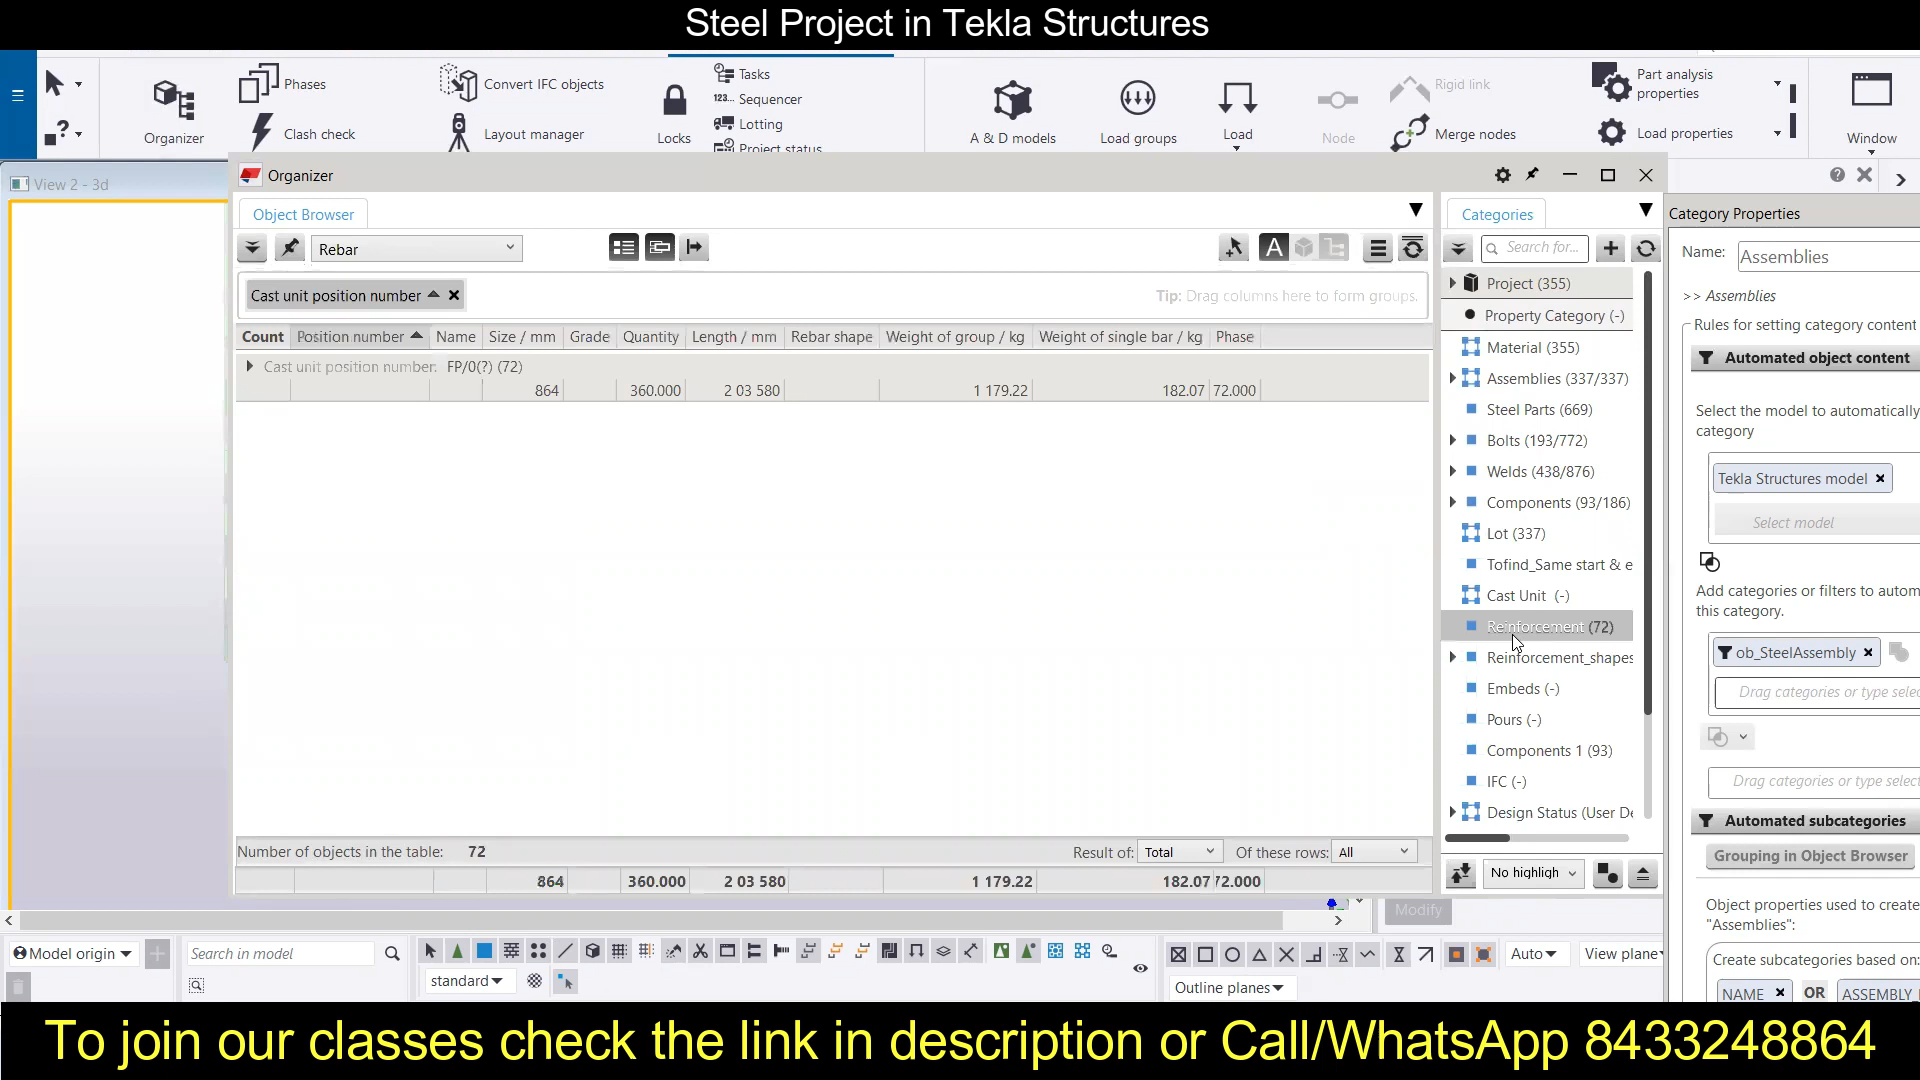 Steel Project in Tekla Structures
Organizer
Phases
Clash check
Convert IFC objects
Layout manager
Locks
Tasks
123... Sequencer
Lotting
Project status
A & D models
Load groups
Load
Node
Rigid link
Merge nodes
Part analysis
properties
Load properties
Window
View 2 - 3d
Organizer
Object Browser
Rebar
A
Cast unit position number
Tip: Drag columns here to form groups.
Count Position number Name Size / mm Grade Quantity Length / mm Rebar shape Weight of group / kg Weight of single bar / kg Phase
Cast unit position number. FP/0(?) (72)
864 360.000 2 03 580 1 179.22 182.07 72.000
Number of objects in the table: 72
Result of: Total
Of these rows: All
864 360.000 2 03 580 1 179.22 182.07 72.000
Categories
Search for...
Project (355)
Property Category (-)
Material (355)
Assemblies (337/337)
Steel Parts (669)
Bolts (193/772)
Welds (438/876)
Components (93/186)
Lot (337)
Tofind_Same start & e
Cast Unit (-)
Reinforcement (72)
Reinforcement_shapes
Embeds (-)
Pours (-)
Components 1 (93)
IFC (-)
Design Status (User De
No highligh
Category Properties
Name: Assemblies
>> Assemblies
Rules for setting category content
Automated object content
Select the model to automatically
category
Tekla Structures model
Select model
Add categories or filters to autom
this category.
ob_SteelAssembly
Drag categories or type selec
Drag categories or type select
Automated subcategories
Grouping in Object Browser
Object properties used to create
"Assemblies":
Create subcategories based on:
NAME OR ASSEMBLY_
Modify
Model origin
Search in model
standard
Auto
View plane
Outline planes
To join our classes check the link in description or Call/WhatsApp 8433248864